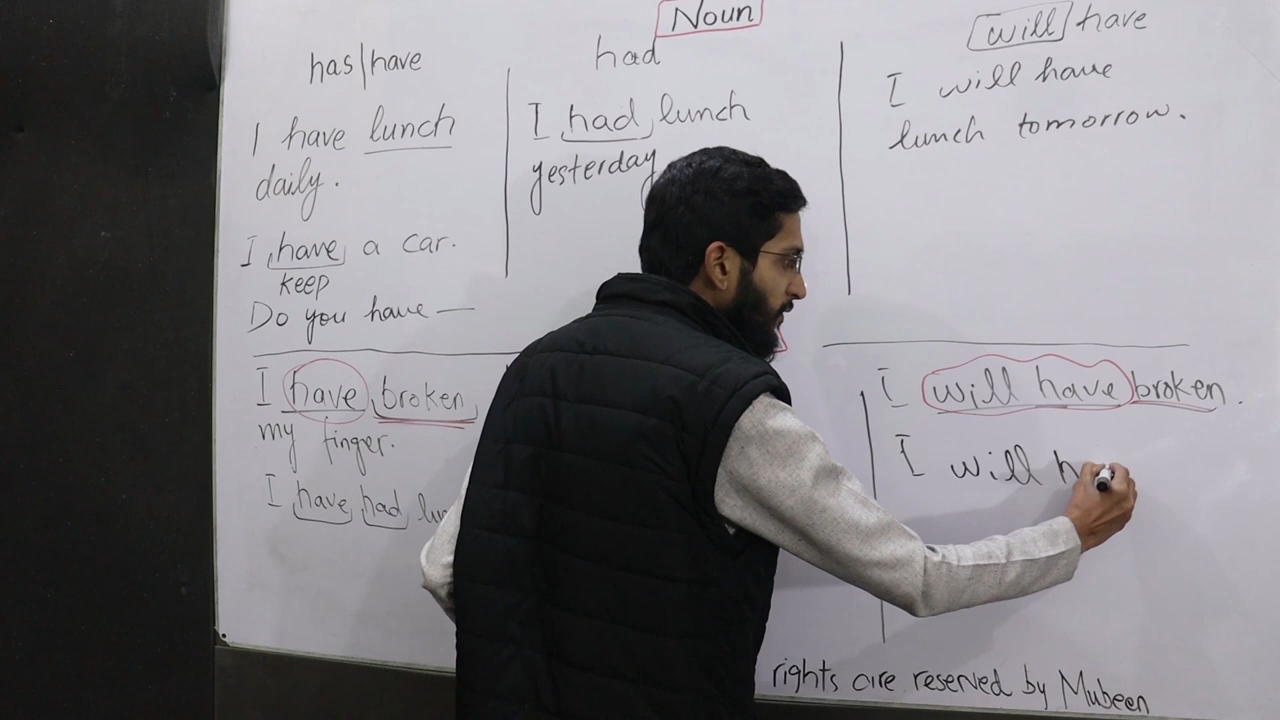 Noun
has|have
I have lunch
daily.
I have a car.
keep
Do you have —
had
I had lunch
yesterday
will have
I will have
lunch tomorrow.
I have broken
my finger.
I have had
I will have broken.
I will h
rights are reserved by Mubeen